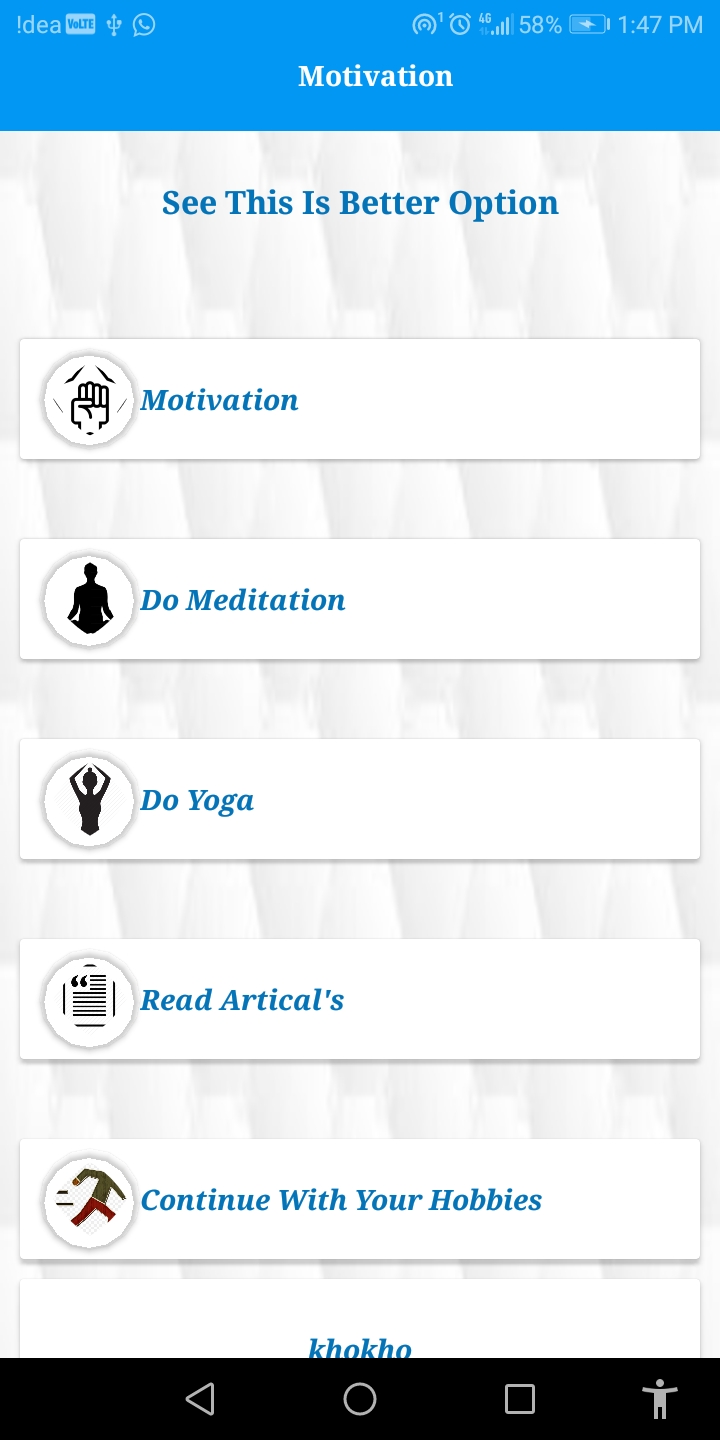 !dea VoLTE 1 4G 58% 1:47 PM
Motivation
See This Is Better Option
Motivation
Do Meditation
Do Yoga
Read Artical's
Continue With Your Hobbies
khokho